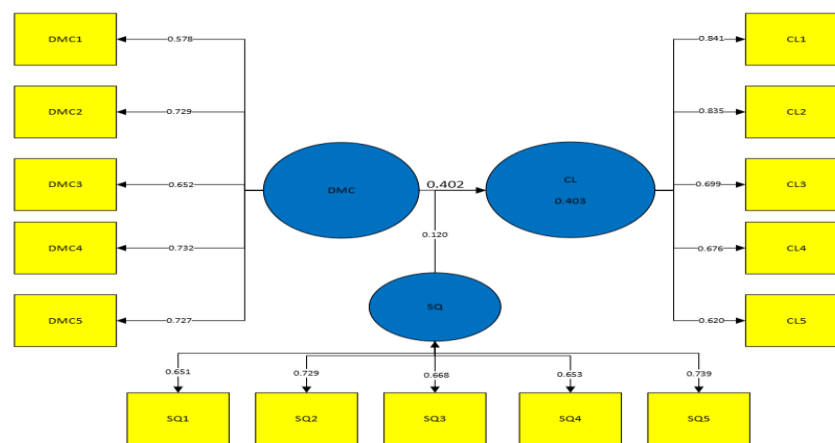 DMC1
0.578
DMC2
0.729
DMC3
0.652
DMC4
0.732
DMC5
0.727
DMC
0.402
CL
0.403
0.120
SQ
CL1
0.841
CL2
0.835
CL3
0.699
CL4
0.676
CL5
0.620
0.651
0.729
0.668
0.653
0.739
SQ1
SQ2
SQ3
SQ4
SQ5